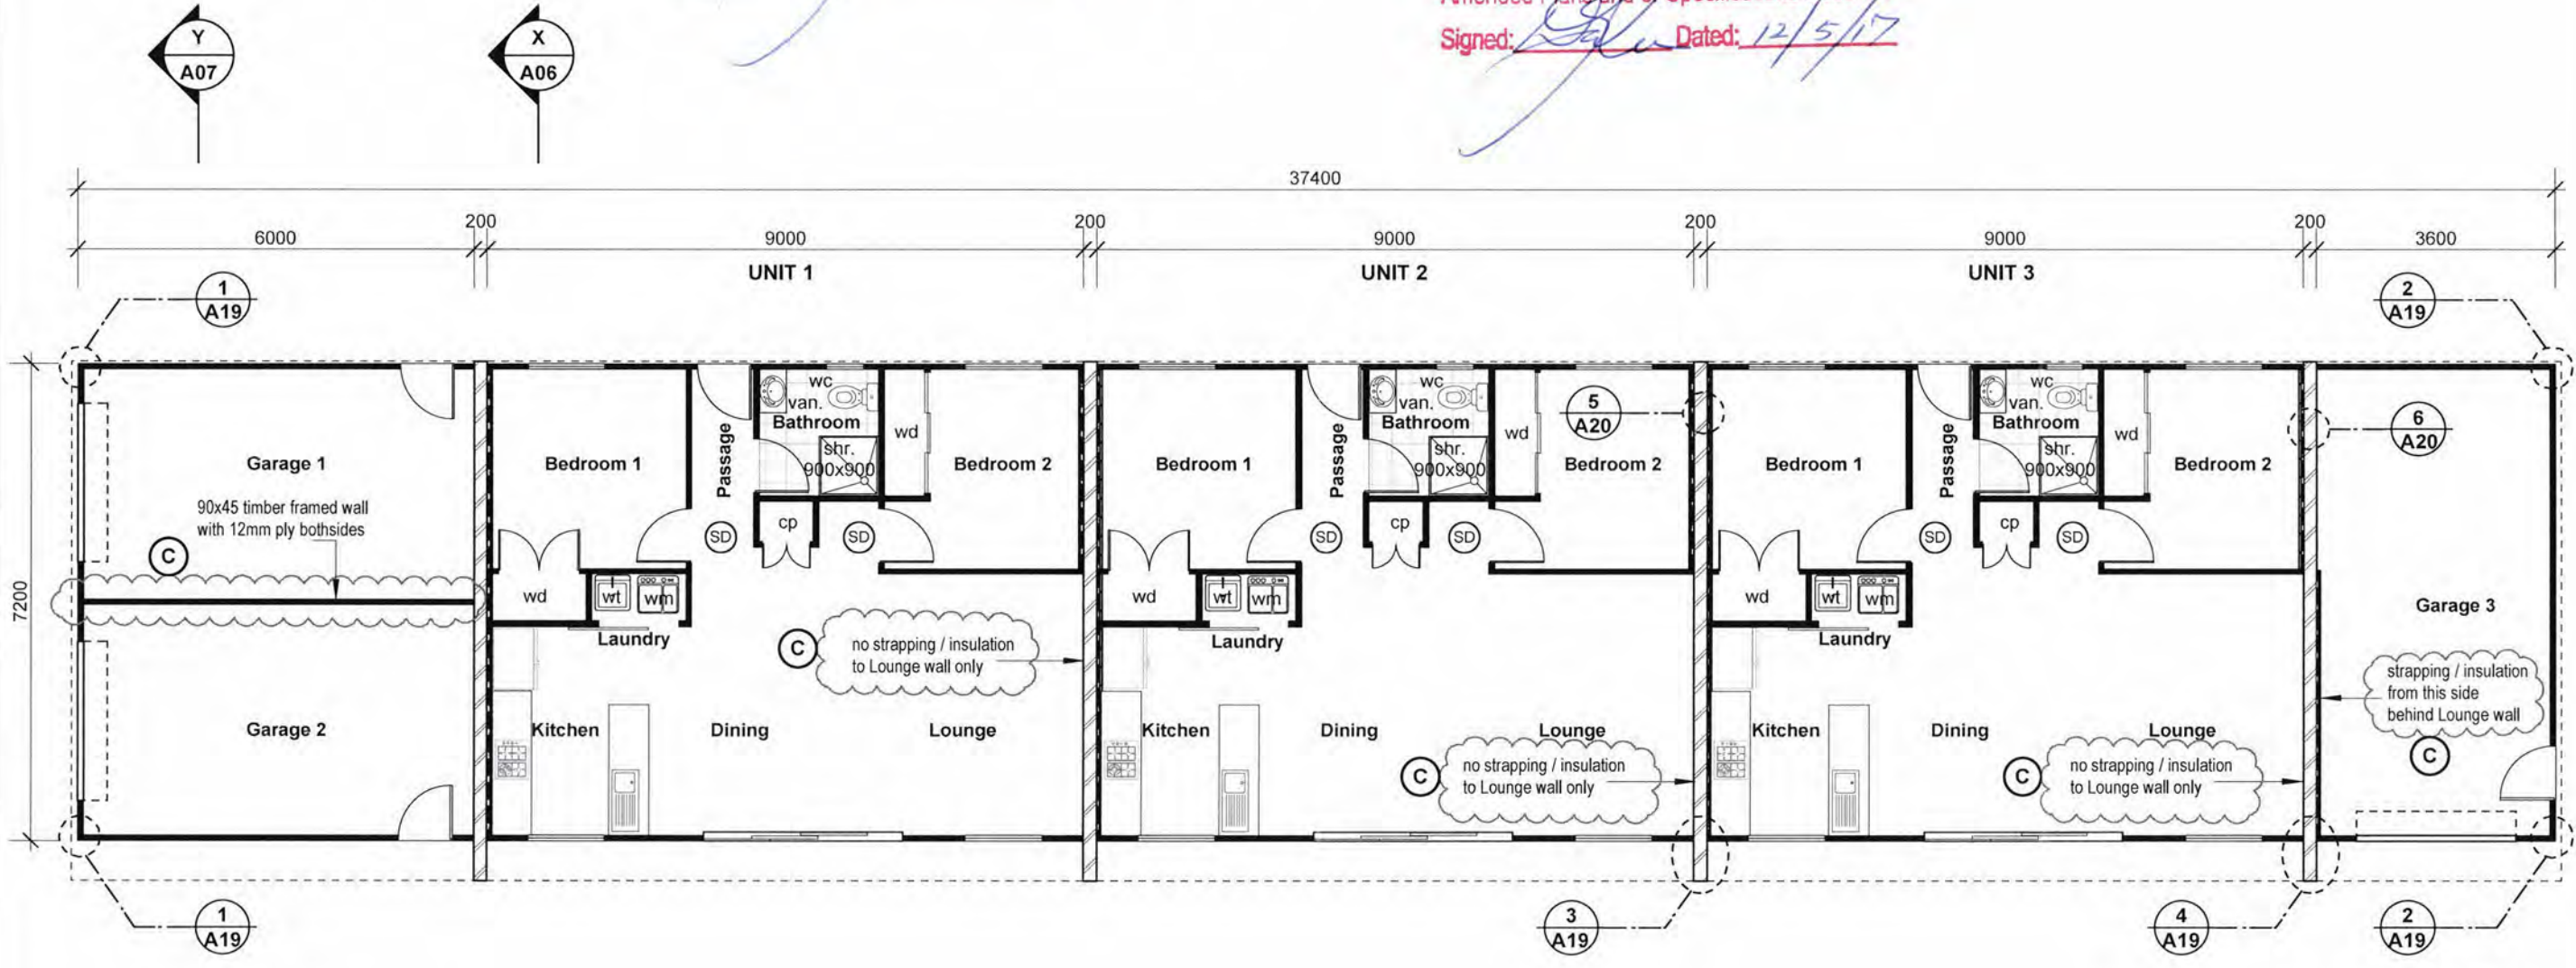 Signed: Dated: 12/5/17
Y
A07
X
A06
37400
200 200 200 200
6000 9000 9000 9000 3600
UNIT 1 UNIT 2 UNIT 3
1
A19
2
A19
7200
Garage 1
90x45 timber framed wall
with 12mm ply bothsides
C
Garage 2
Bedroom 1
Passage
wc
van.
Bathroom
shr.
900x900
wd
Bedroom 2
SD
cp
SD
wd
wt
wm
Laundry
C
no strapping / insulation
to Lounge wall only
Kitchen
Dining
Lounge
Bedroom 1
Passage
wc
van.
Bathroom
shr.
900x900
wd
5
A20
Bedroom 2
SD
cp
SD
wd
wt
wm
Laundry
Kitchen
Dining
Lounge
C
no strapping / insulation
to Lounge wall only
Bedroom 1
Passage
wc
van.
Bathroom
shr.
900x900
wd
Bedroom 2
SD
cp
SD
wd
wt
wm
Laundry
Kitchen
Dining
Lounge
C
no strapping / insulation
to Lounge wall only
6
A20
Garage 3
strapping / insulation
from this side
behind Lounge wall
C
1
A19
3
A19
4
A19
2
A19